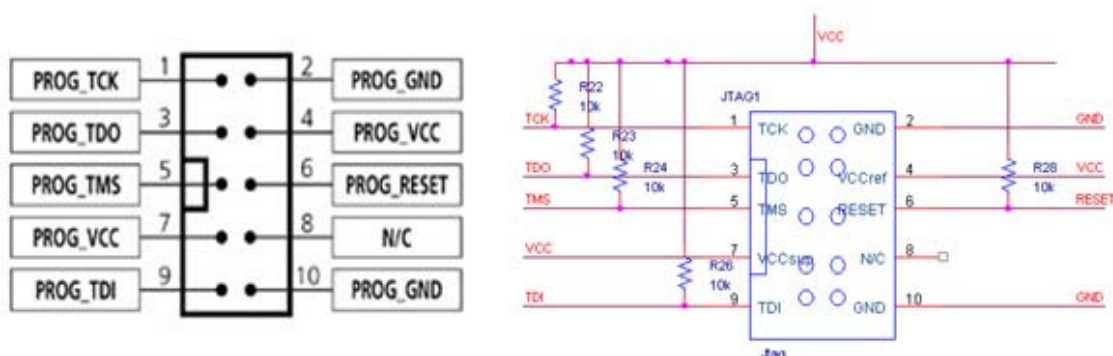 1 2
PROG_TCK PROG_GND
3 4
PROG_TDO PROG_VCC
5 6
PROG_TMS PROG_RESET
7 8
PROG_VCC N/C
9 10
PROG_TDI PROG_GND
VCC
R22
10k
JTAG1
TCK 1 TCK GND 2 GND
R23
10k
R24
10k
R28
10k
TDO 3 TDO VCCref 4 VCC
TMS 5 TMS RESET 6 RESET
VCC 7 N/C 8
R26
10k
TDI 9 TDI GND 10 GND